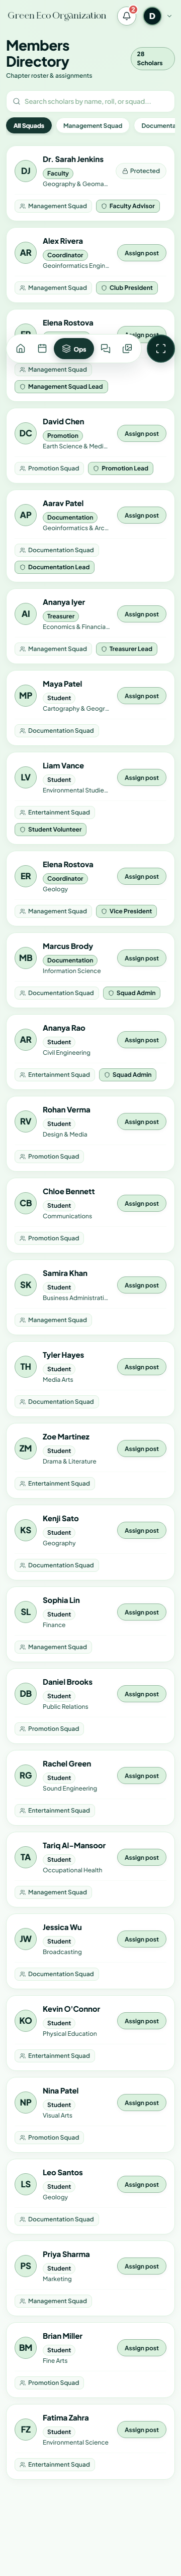 Green Eco Organization
2
D
Members
Directory
Chapter roster & assignments
28
Scholars
Search scholars by name, roll, or squad...
All Squads
Management Squad
Documenta
DJ
Dr. Sarah Jenkins
Faculty
Geography & Geoma...
Protected
Management Squad
Faculty Advisor
AR
Alex Rivera
Coordinator
Geoinformatics Engin...
Assign post
Management Squad
Club President
Elena Rostova
Management Squad
Management Squad Lead
Ops
DC
David Chen
Promotion
Earth Science & Medi...
Assign post
Promotion Squad
Promotion Lead
AP
Aarav Patel
Documentation
Geoinformatics & Arc...
Assign post
Documentation Squad
Documentation Lead
AI
Ananya Iyer
Treasurer
Economics & Financia...
Assign post
Management Squad
Treasurer Lead
MP
Maya Patel
Student
Cartography & Geogr...
Assign post
Documentation Squad
LV
Liam Vance
Student
Environmental Studie...
Assign post
Entertainment Squad
Student Volunteer
ER
Elena Rostova
Coordinator
Geology
Assign post
Management Squad
Vice President
MB
Marcus Brody
Documentation
Information Science
Assign post
Documentation Squad
Squad Admin
AR
Ananya Rao
Student
Civil Engineering
Assign post
Entertainment Squad
Squad Admin
RV
Rohan Verma
Student
Design & Media
Assign post
Promotion Squad
CB
Chloe Bennett
Student
Communications
Assign post
Promotion Squad
SK
Samira Khan
Student
Business Administrati...
Assign post
Management Squad
TH
Tyler Hayes
Student
Media Arts
Assign post
Documentation Squad
ZM
Zoe Martinez
Student
Drama & Literature
Assign post
Entertainment Squad
KS
Kenji Sato
Student
Geography
Assign post
Documentation Squad
SL
Sophia Lin
Student
Finance
Assign post
Management Squad
DB
Daniel Brooks
Student
Public Relations
Assign post
Promotion Squad
RG
Rachel Green
Student
Sound Engineering
Assign post
Entertainment Squad
TA
Tariq Al-Mansoor
Student
Occupational Health
Assign post
Management Squad
JW
Jessica Wu
Student
Broadcasting
Assign post
Documentation Squad
KO
Kevin O'Connor
Student
Physical Education
Assign post
Entertainment Squad
NP
Nina Patel
Student
Visual Arts
Assign post
Promotion Squad
LS
Leo Santos
Student
Geology
Assign post
Documentation Squad
PS
Priya Sharma
Student
Marketing
Assign post
Management Squad
BM
Brian Miller
Student
Fine Arts
Assign post
Promotion Squad
FZ
Fatima Zahra
Student
Environmental Science
Assign post
Entertainment Squad